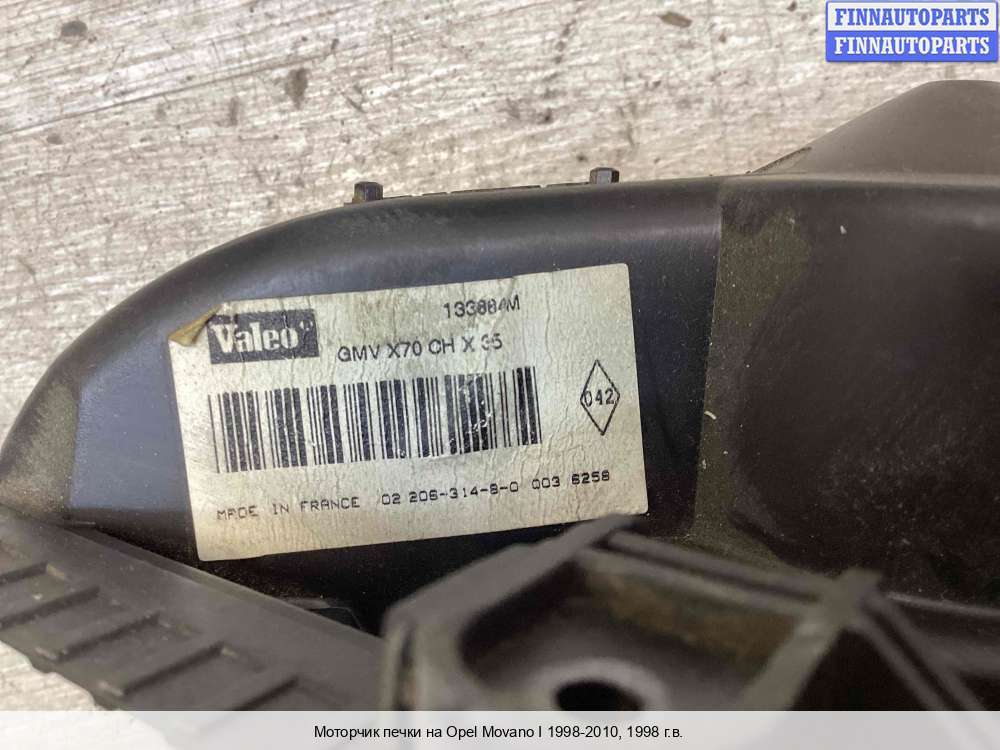 FINNAUTOPARTS
FINNAUTOPARTS
133884M
Valeo
GMV X70 CH X 35
042
MADE IN FRANCE 02 206-314-8-0 003 6258
Моторчик печки на Opel Movano I 1998-2010, 1998 г.в.